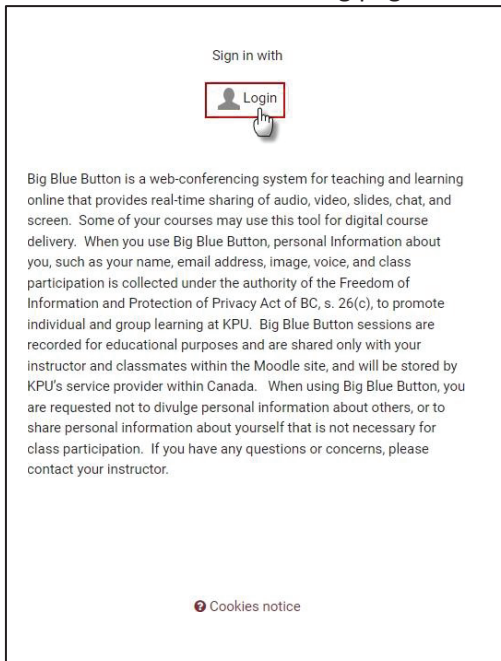 Sign in with
Login
Big Blue Button is a web-conferencing system for teaching and learning
online that provides real-time sharing of audio, video, slides, chat, and
screen. Some of your courses may use this tool for digital course
delivery. When you use Big Blue Button, personal Information about
you, such as your name, email address, image, voice, and class
participation is collected under the authority of the Freedom of
Information and Protection of Privacy Act of BC, s. 26(c), to promote
individual and group learning at KPU. Big Blue Button sessions are
recorded for educational purposes and are shared only with your
instructor and classmates within the Moodle site, and will be stored by
KPU's service provider within Canada. When using Big Blue Button, you
are requested not to divulge personal information about others, or to
share personal information about yourself that is not necessary for
class participation. If you have any questions or concerns, please
contact your instructor.
Cookies notice